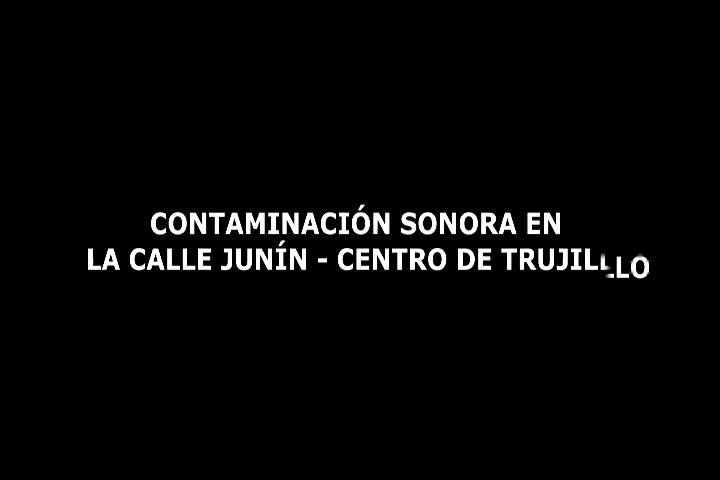 CONTAMINACIÓN SONORA EN
LA CALLE JUNÍN - CENTRO DE TRUJILLO